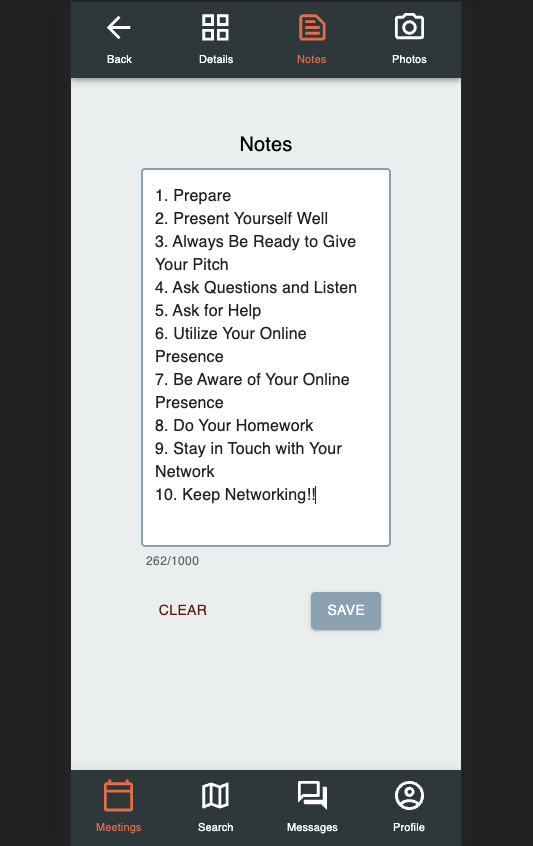 Back Details Notes Photos
Notes
1. Prepare
2. Present Yourself Well
3. Always Be Ready to Give
Your Pitch
4. Ask Questions and Listen
5. Ask for Help
6. Utilize Your Online
Presence
7. Be Aware of Your Online
Presence
8. Do Your Homework
9. Stay in Touch with Your
Network
10. Keep Networking!!
262/1000
CLEAR SAVE
Meetings Search Messages Profile